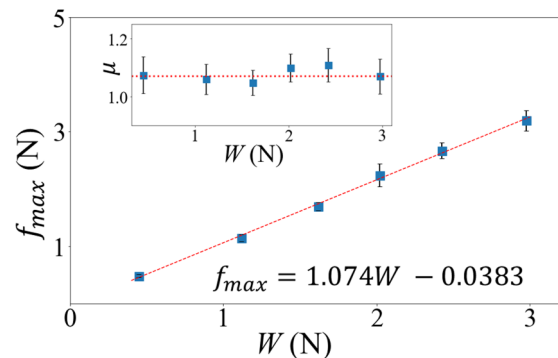 5
1.2
μ
1.0
1 2 3
W (N)
3
f_max (N)
1
f_max = 1.074W − 0.0383
0 1 2 3
W (N)